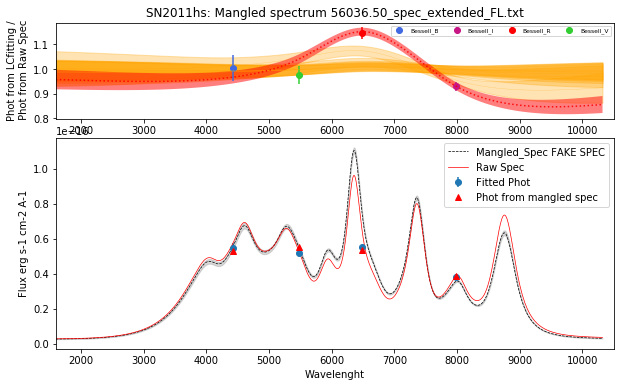 SN2011hs: Mangled spectrum 56036.50_spec_extended_FL.txt
Phot from LCfitting /
Phot from Raw Spec
1.1
1.0
0.9
0.8
Bessell_B
Bessell_I
Bessell_R
Bessell_V
2000 3000 4000 5000 6000 7000 8000 9000 10000
1e−16
Flux erg s-1 cm-2 A-1
1.0
0.8
0.6
0.4
0.2
0.0
Mangled_Spec FAKE SPEC
Raw Spec
Fitted Phot
Phot from mangled spec
2000 3000 4000 5000 6000 7000 8000 9000 10000
Wavelenght